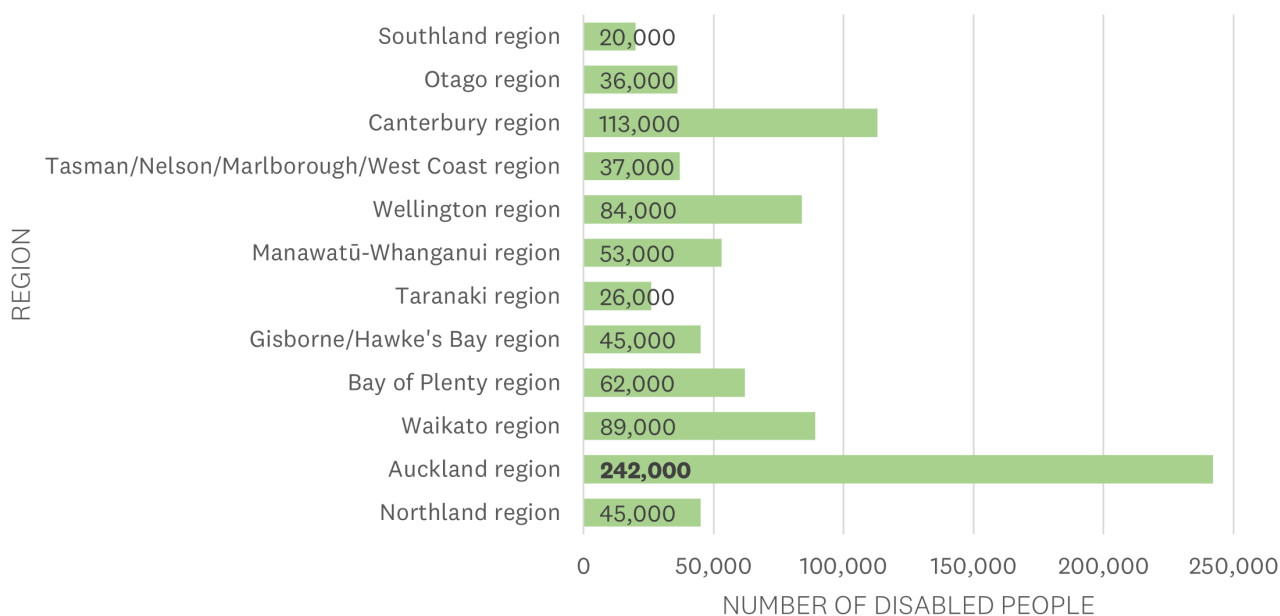 REGION
Southland region 20,000
Otago region 36,000
Canterbury region 113,000
Tasman/Nelson/Marlborough/West Coast region 37,000
Wellington region 84,000
Manawatū-Whanganui region 53,000
Taranaki region 26,000
Gisborne/Hawke's Bay region 45,000
Bay of Plenty region 62,000
Waikato region 89,000
Auckland region 242,000
Northland region 45,000
0 50,000 100,000 150,000 200,000 250,000
NUMBER OF DISABLED PEOPLE